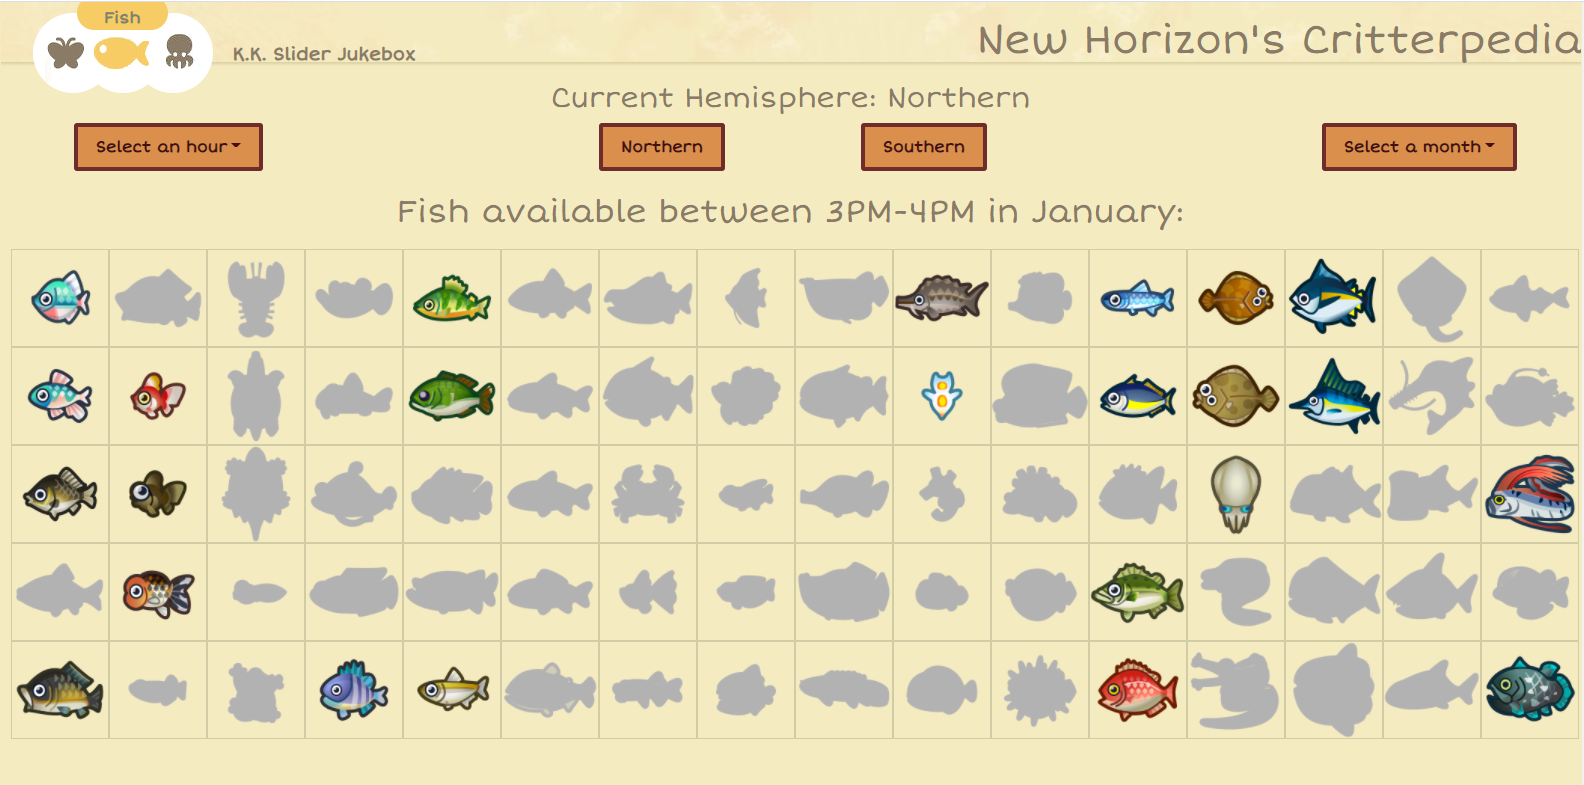 Fish
K.K. Slider Jukebox
New Horizon's Critterpedia
Current Hemisphere: Northern
Select an hour
Northern
Southern
Select a month
Fish available between 3PM-4PM in January: